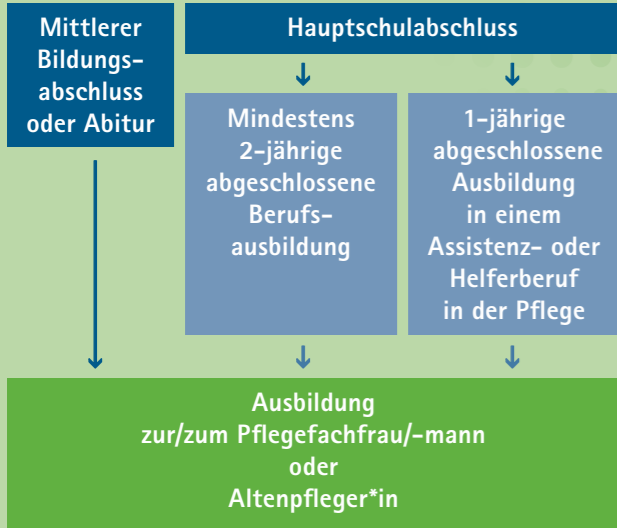 Mittlerer
Bildungs-
abschluss
oder Abitur
Hauptschulabschluss
Mindestens
2-jährige
abgeschlossene
Berufs-
ausbildung
1-jährige
abgeschlossene
Ausbildung
in einem
Assistenz- oder
Helferberuf
in der Pflege
Ausbildung
zur/zum Pflegefachfrau/-mann
oder
Altenpfleger*in